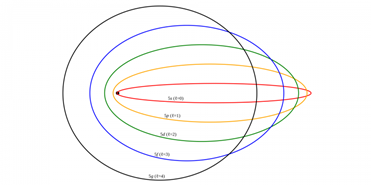 5s (ℓ=0)
5p (ℓ=1)
5d (ℓ=2)
5f (ℓ=3)
5g (ℓ=4)